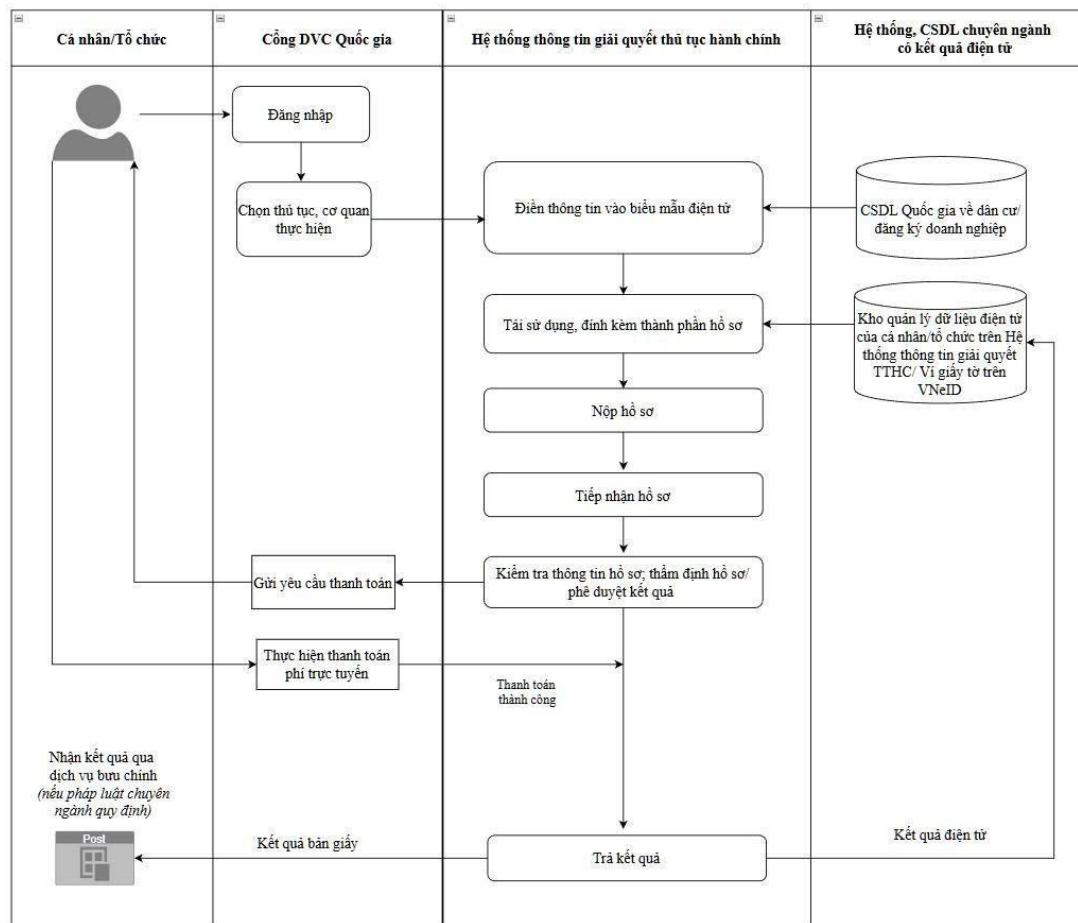 Cá nhân/Tổ chức
Cổng DVC Quốc gia
Hệ thống thông tin giải quyết thủ tục hành chính
Hệ thống, CSDL chuyên ngành
có kết quả điện tử
Đăng nhập
Chọn thủ tục, cơ quan
thực hiện
Điền thông tin vào biểu mẫu điện tử
CSDL Quốc gia về dân cư/
đăng ký doanh nghiệp
Tái sử dụng, đính kèm thành phần hồ sơ
Kho quản lý dữ liệu điện tử
của cá nhân/tổ chức trên Hệ
thống thông tin giải quyết
TTHC/ Ví giấy tờ trên
VNeID
Nộp hồ sơ
Tiếp nhận hồ sơ
Gửi yêu cầu thanh toán
Kiểm tra thông tin hồ sơ; thẩm định hồ sơ/
phê duyệt kết quả
Thực hiện thanh toán
phí trực tuyến
Thanh toán
thành công
Nhận kết quả qua
dịch vụ bưu chính
(nếu pháp luật chuyên
ngành quy định)
Post
Kết quả bản giấy
Trả kết quả
Kết quả điện tử